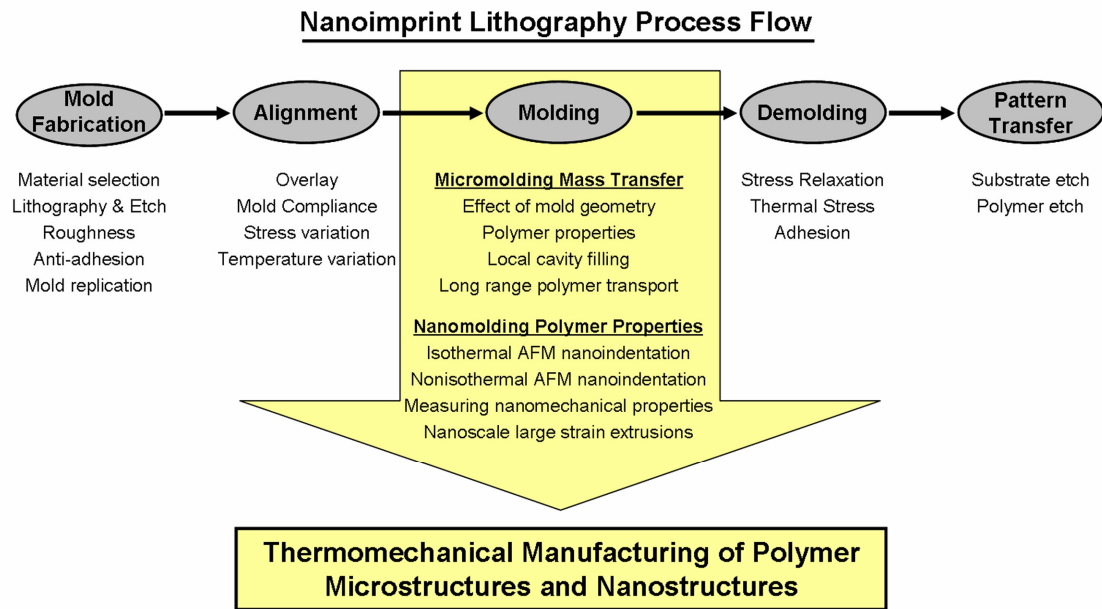 Nanoimprint Lithography Process Flow
Mold
Fabrication
Alignment
Molding
Demolding
Pattern
Transfer
Material selection
Lithography & Etch
Roughness
Anti-adhesion
Mold replication
Overlay
Mold Compliance
Stress variation
Temperature variation
Micromolding Mass Transfer
Effect of mold geometry
Polymer properties
Local cavity filling
Long range polymer transport
Nanomolding Polymer Properties
Isothermal AFM nanoindentation
Nonisothermal AFM nanoindentation
Measuring nanomechanical properties
Nanoscale large strain extrusions
Stress Relaxation
Thermal Stress
Adhesion
Substrate etch
Polymer etch
Thermomechanical Manufacturing of Polymer
Microstructures and Nanostructures